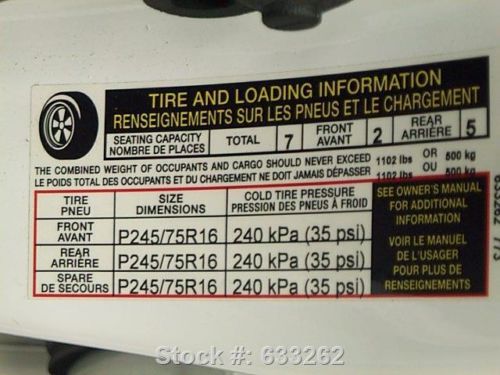 TIRE AND LOADING INFORMATION
RENSEIGNEMENTS SUR LES PNEUS ET LE CHARGEMENT
SEATING CAPACITY TOTAL 7 FRONT 2 REAR 5
NOMBRE DE PLACES AVANT ARRIÈRE
THE COMBINED WEIGHT OF OCCUPANTS AND CARGO SHOULD NEVER EXCEED 1102 lbs OR 500 kg
LE POIDS TOTAL DES OCCUPANTS ET DU CHARGEMENT NE DOIT JAMAIS DÉPASSER 1102 lbs OU 500 kg
TIRE SIZE COLD TIRE PRESSURE
PNEU DIMENSIONS PRESSION DES PNEUS À FROID
FRONT
AVANT P245/75R16 240 kPa (35 psi)
REAR
ARRIÈRE P245/75R16 240 kPa (35 psi)
SPARE
DE SECOURS P245/75R16 240 kPa (35 psi)
SEE OWNER'S MANUAL
FOR ADDITIONAL
INFORMATION
VOIR LE MANUEL
DE L'USAGER
POUR PLUS DE
RENSEIGNEMENTS
Stock #: 633262